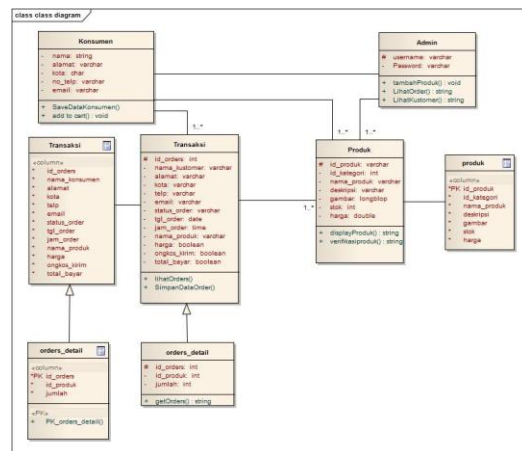 class class diagram
Konsumen
- nama: string
- alamat: varchar
- kota: char
- no_telp: varchar
- email: varchar
+ SaveDataKonsumen()
+ add to cert() : void
Admin
# username: varchar
- Password: varchar
+ tambahProduk() : void
+ LihatOrder() : string
+ LihatKustomer() : string
1..*
1..*
1..*
Transaksi
«column»
* id_orders
* nama_konsumen
* alamat
* kota
* telp
* email
* status_order
* tgl_order
* jam_order
* nama_produk
* harga
* ongkos_kirim
* total_bayar
Transaksi
# id_orders: int
- nama_kustomer: varchar
- alamat: varchar
- kota: varchar
- telp: varchar
- email: varchar
- status_order: varchar
- tgl_order: date
- jam_order: time
- nama_produk: varchar
- harga: boolean
- ongkos_kirim: boolean
- total_bayar: boolean
+ lihatOrders()
+ SimpanDataOrder()
1..*
Produk
# id_produk: varchar
- id_kategori: int
- nama_produk: varchar
- deskripsi: varchar
- gambar: longblop
- stok: int
- harga: double
+ displayProduk() : string
+ verifikasiproduk() : string
produk
«column»
*PK id_produk
* id_kategori
* nama_produk
* deskripsi
* gambar
* stok
* harga
orders_detail
«column»
*PK id_orders
* id_produk
* jumlah
«PK»
+ PK_orders_detail()
orders_detail
# id_orders: int
- id_produk: int
- jumlah: int
+ getOrders() : string